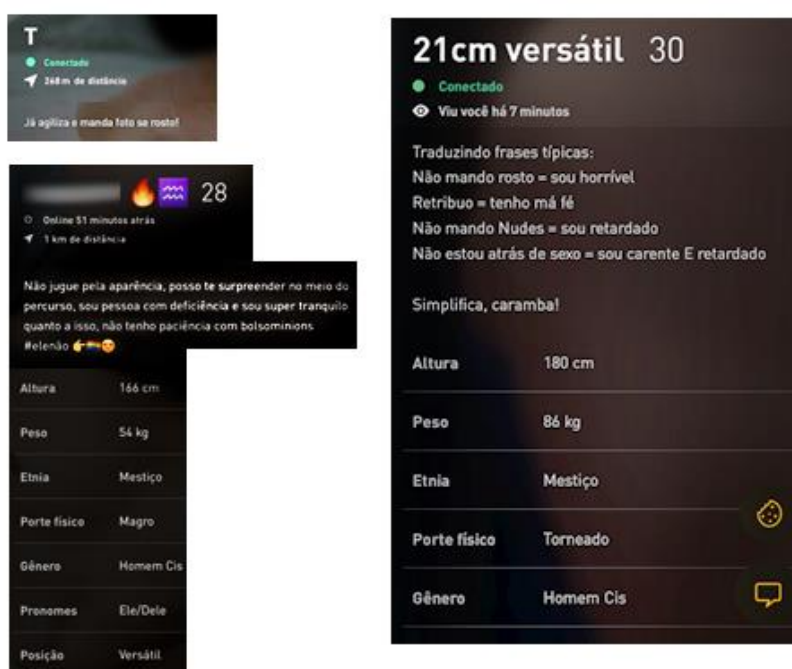 T
Conectado
268m de distância
Já agiliza e manda foto se rosto!
28
Online 51 minutos atrás
1 km de distância
Não jugue pela aparência, posso te surpreender no meio do
percurso, sou pessoa com deficiência e sou super tranquilo
quanto a isso, não tenho paciência com bolsominions
#elenão 👉🏳️‍🌈😊
Altura 166 cm
Peso 54 kg
Etnia Mestiço
Porte físico Magro
Gênero Homem Cis
Pronomes Ele/Dele
Posição Versátil
21cm versátil 30
Conectado
Viu você há 7 minutos
Traduzindo frases típicas:
Não mando rosto = sou horrível
Retribuo = tenho má fé
Não mando Nudes = sou retardado
Não estou atrás de sexo = sou carente E retardado
Simplifica, caramba!
Altura 180 cm
Peso 86 kg
Etnia Mestiço
Porte físico Torneado
Gênero Homem Cis